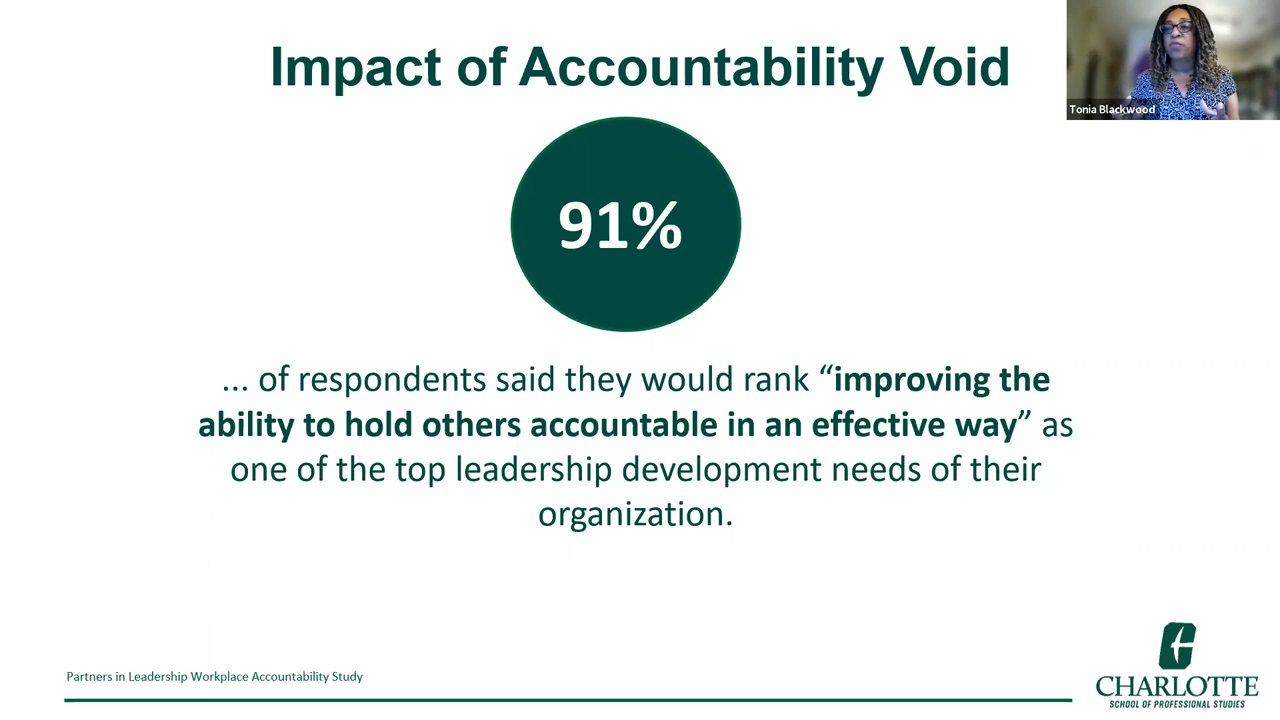 Impact of Accountability Void
Tonia Blackwood
91%
... of respondents said they would rank “improving the
ability to hold others accountable in an effective way” as
one of the top leadership development needs of their
organization.
Partners in Leadership Workplace Accountability Study
CHARLOTTE
SCHOOL OF PROFESSIONAL STUDIES